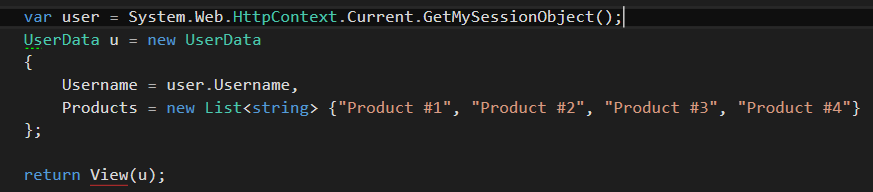 var user = System.Web.HttpContext.Current.GetMySessionObject();
UserData u = new UserData
{
Username = user.Username,
Products = new List<string> {"Product #1", "Product #2", "Product #3", "Product #4"}
};
return View(u);